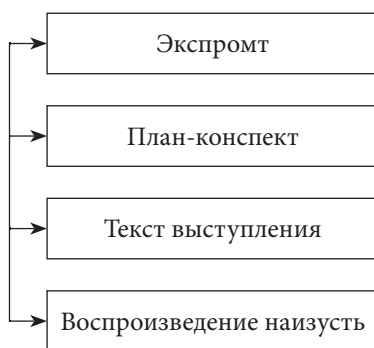 Экспромт
План-конспект
Текст выступления
Воспроизведение наизусть